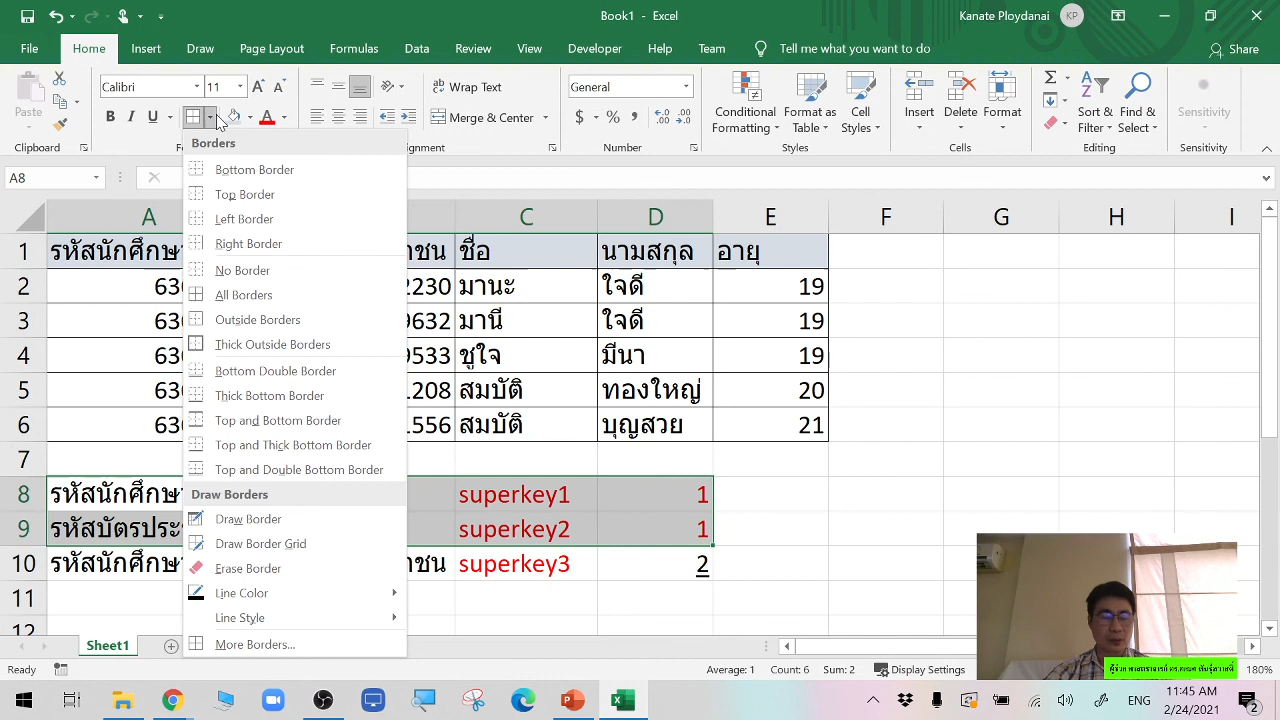 Book1 - Excel
Kanate Ploydanai KP
File Home Insert Draw Page Layout Formulas Data Review View Developer Help Team Tell me what you want to do Share
Paste
Calibri 11
B I U
Wrap Text
Merge & Center
General
$ % ,
Conditional Formatting
Format as Table
Cell Styles
Insert Delete Format
Sort & Filter
Find & Select
Sensitivity
Clipboard
Number Styles Cells Editing Sensitivity
A8
Borders
Bottom Border
Top Border
Left Border
Right Border
No Border
All Borders
Outside Borders
Thick Outside Borders
Bottom Double Border
Thick Bottom Border
Top and Bottom Border
Top and Thick Bottom Border
Top and Double Bottom Border
Draw Borders
Draw Border
Draw Border Grid
Erase Border
Line Color
Line Style
More Borders...
A C D E F G H I
1 รหัสนักศึกษ ชื่อ นามสกุล อายุ
2 2230 มานะ ใจดี 19
3 9632 มานี ใจดี 19
4 9533 ชูใจ มีนา 19
5 1208 สมบัติ ทองใหญ่ 20
6 1556 สมบัติ บุญสวย 21
7
8 รหัสนักศึกษ superkey1 1
9 รหัสบัตรประ superkey2 1
10 รหัสนักศึกษ าชน superkey3 2
11
12
Sheet1
Ready Average: 1 Count: 6 Sum: 2 Display Settings 180%
ENG 11:45 AM
2/24/2021 2